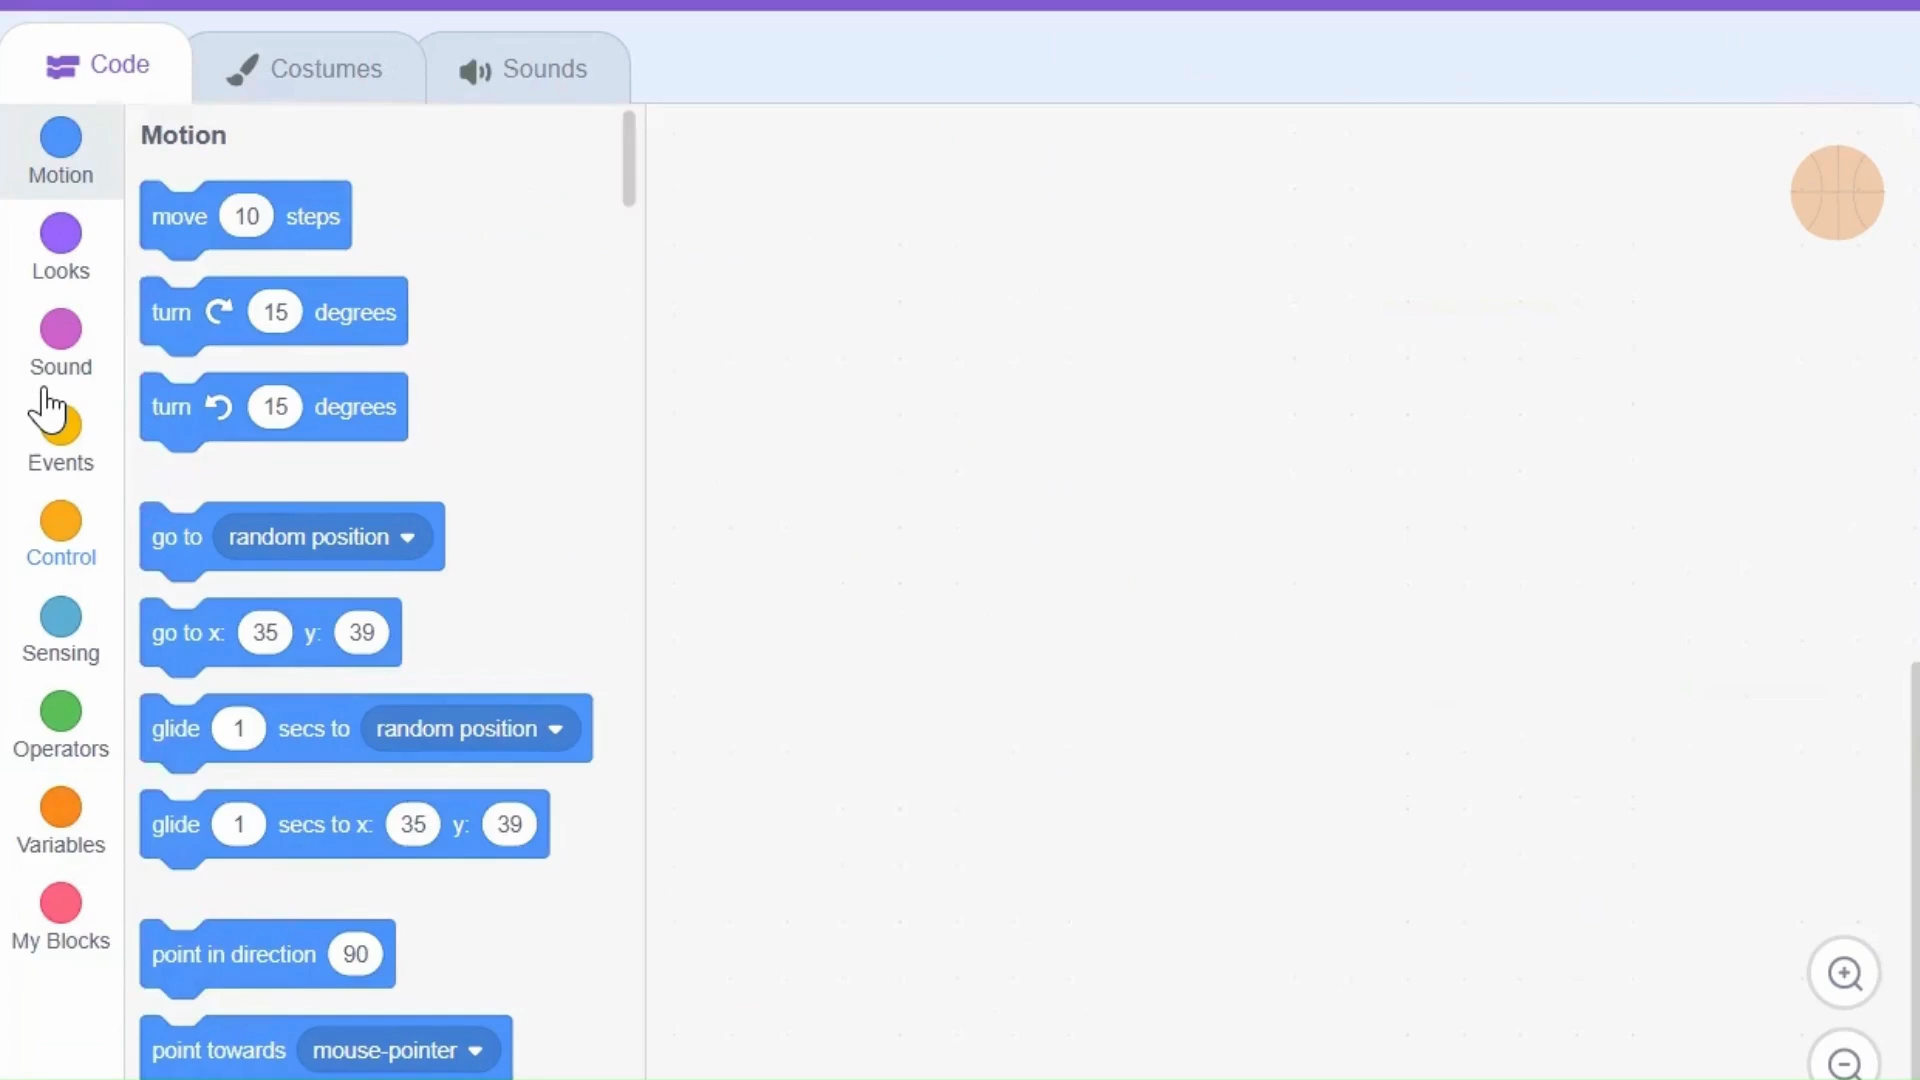 Code Costumes Sounds
Motion
Looks
Sound
Events
Control
Sensing
Operators
Variables
My Blocks
Motion
move 10 steps
turn 15 degrees
turn 15 degrees
go to random position
go to x: 35 y: 39
glide 1 secs to random position
glide 1 secs to x: 35 y: 39
point in direction 90
point towards mouse-pointer